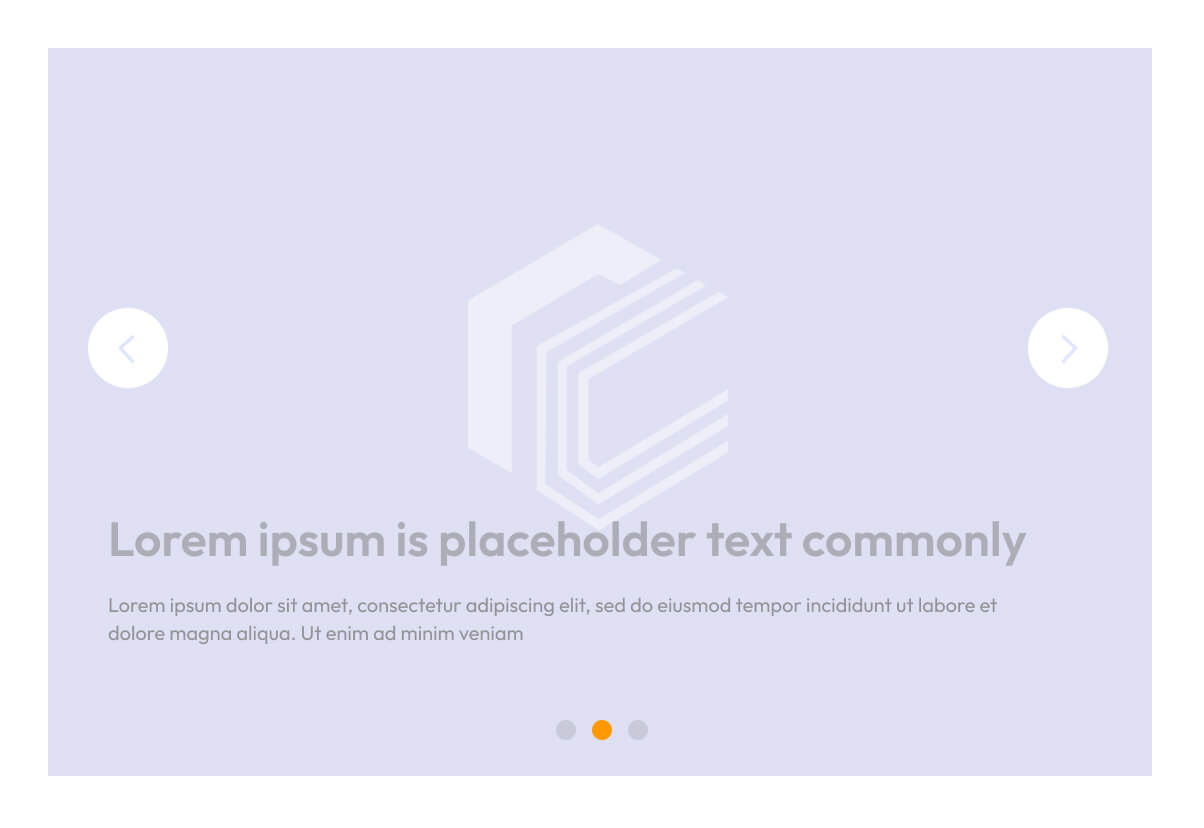 Lorem ipsum is placeholder text commonly
Lorem ipsum dolor sit amet, consectetur adipiscing elit, sed do eiusmod tempor incididunt ut labore et
dolore magna aliqua. Ut enim ad minim veniam